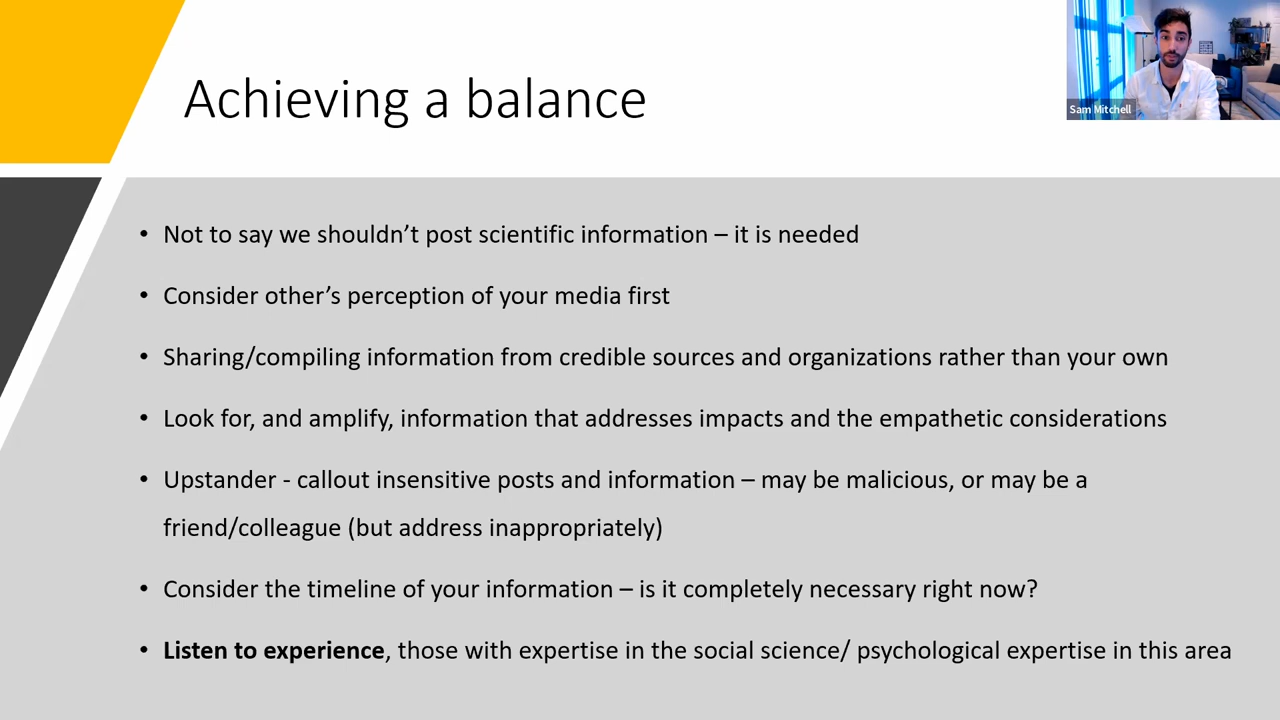 Achieving a balance
Sam Mitchell
• Not to say we shouldn’t post scientific information – it is needed
• Consider other’s perception of your media first
• Sharing/compiling information from credible sources and organizations rather than your own
• Look for, and amplify, information that addresses impacts and the empathetic considerations
• Upstander - callout insensitive posts and information – may be malicious, or may be a
friend/colleague (but address inappropriately)
• Consider the timeline of your information – is it completely necessary right now?
• Listen to experience, those with expertise in the social science/ psychological expertise in this area